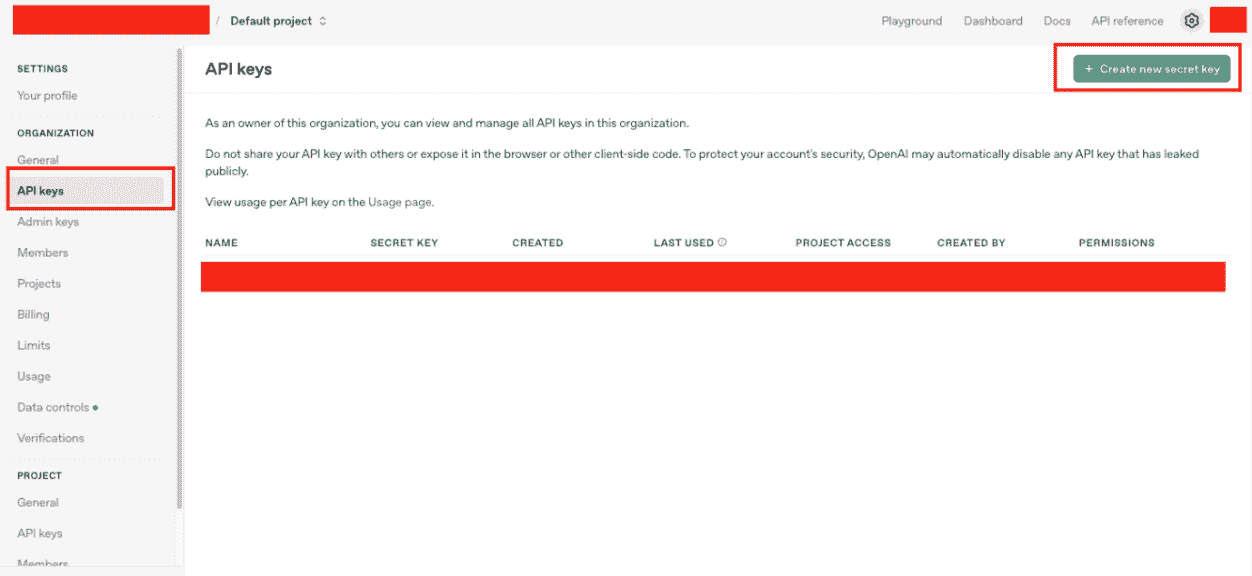 / Default project
Playground Dashboard Docs API reference
SETTINGS
Your profile
ORGANIZATION
General
API keys
Admin keys
Members
Projects
Billing
Limits
Usage
Data controls
Verifications
PROJECT
General
API keys
Members
API keys
+ Create new secret key
As an owner of this organization, you can view and manage all API keys in this organization.
Do not share your API key with others or expose it in the browser or other client-side code. To protect your account's security, OpenAI may automatically disable any API key that has leaked
publicly.
View usage per API key on the Usage page.
NAME SECRET KEY CREATED LAST USED PROJECT ACCESS CREATED BY PERMISSIONS